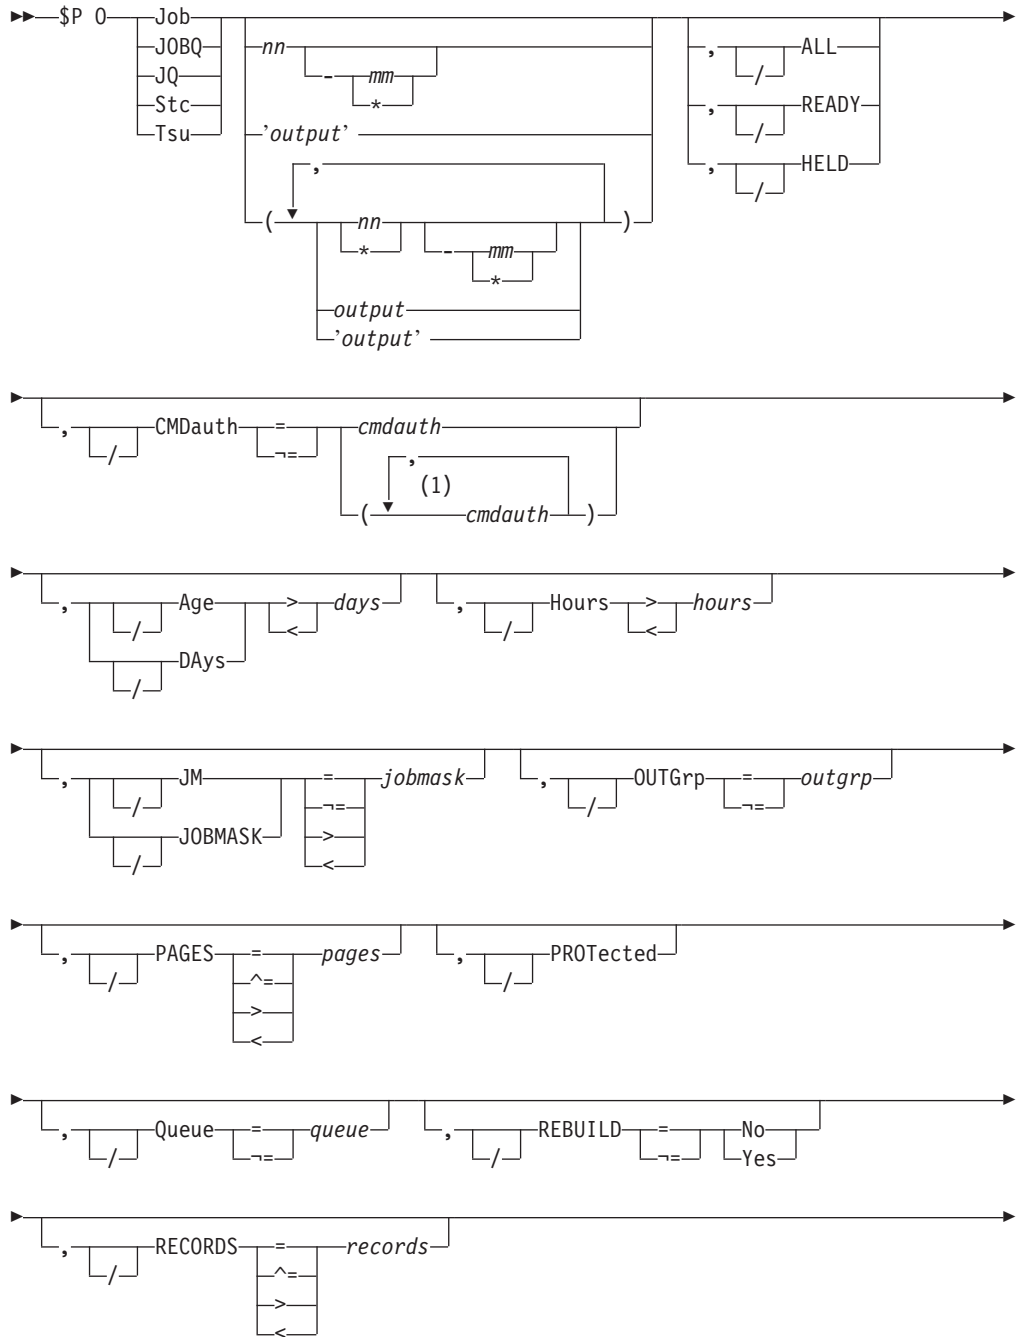 $P O Job
JOBQ
JQ
Stc
Tsu
nn
- mm
*
'output'
( , nn
*
- mm
*
output
'output' )
, / ALL
, / READY
, / HELD
, / CMDauth = ¬= cmdauth
( , (1) cmdauth )
, / Age > < days
/ DAys
, / Hours > < hours
, / JM = ¬= > < jobmask
/ JOBMASK
, / OUTGrp = ¬= outgrp
, / PAGES = ^= > < pages
, / PROTected
, / Queue = ¬= queue
, / REBUILD = ¬= No
Yes
, / RECORDS = ^= > < records